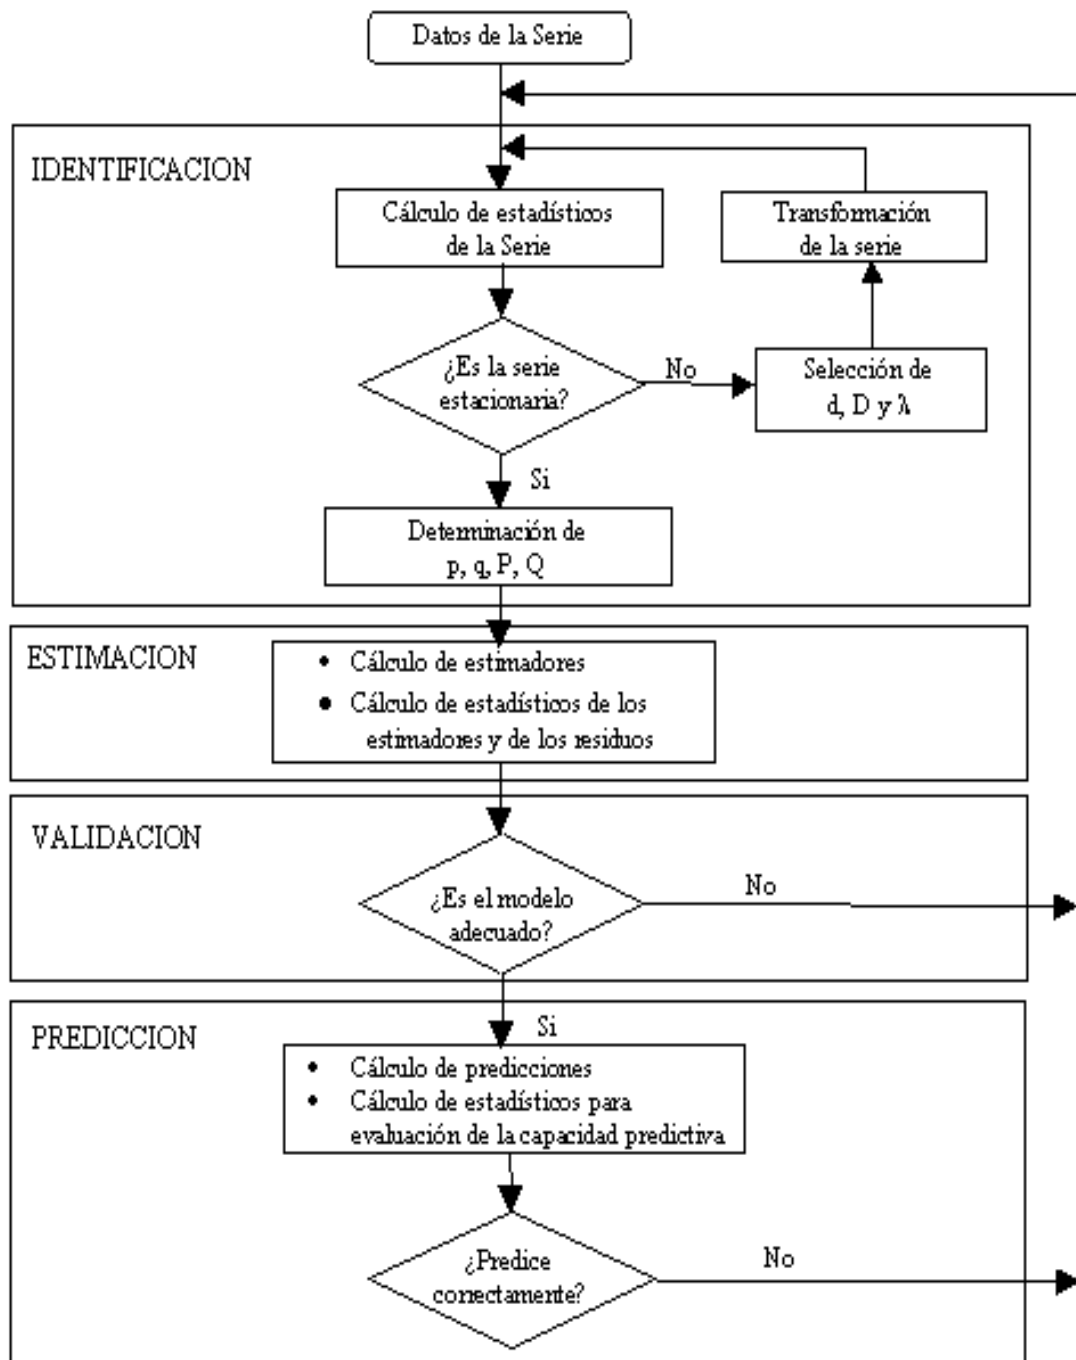 Datos de la Serie
IDENTIFICACION
Cálculo de estadísticos
de la Serie
Transformación
de la serie
¿Es la serie
estacionaria?
No
Selección de
d, D y λ
Si
Determinación de
p, q, P, Q
ESTIMACION
• Cálculo de estimadores
• Cálculo de estadísticos de los
estimadores y de los residuos
VALIDACION
¿Es el modelo
adecuado?
No
Si
PREDICCION
• Cálculo de predicciones
• Cálculo de estadísticos para
evaluación de la capacidad predictiva
¿Predice
correctamente?
No